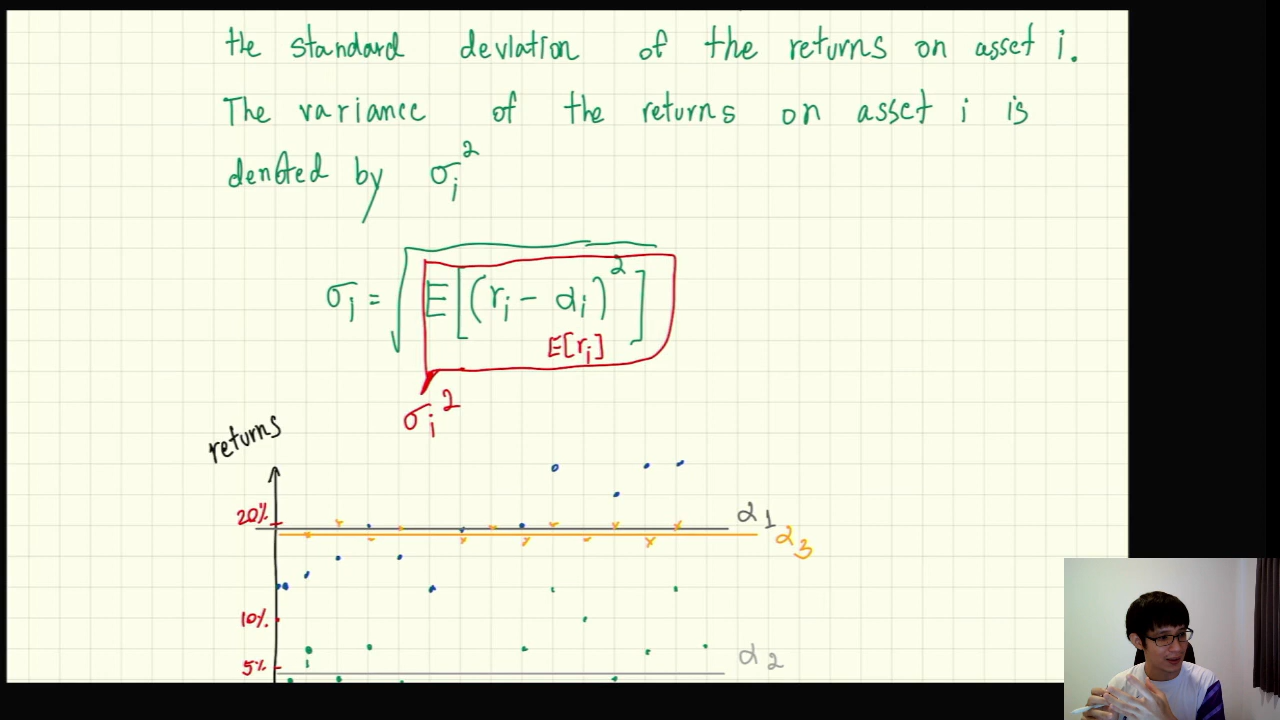 the standard deviation of the returns on asset i.
The variance of the returns on asset i is
denoted by σᵢ²
σᵢ = √E[(rᵢ - αᵢ)²]
E[rᵢ]
σᵢ²
returns
20%
α₁
α₃
10%
5%
α₂